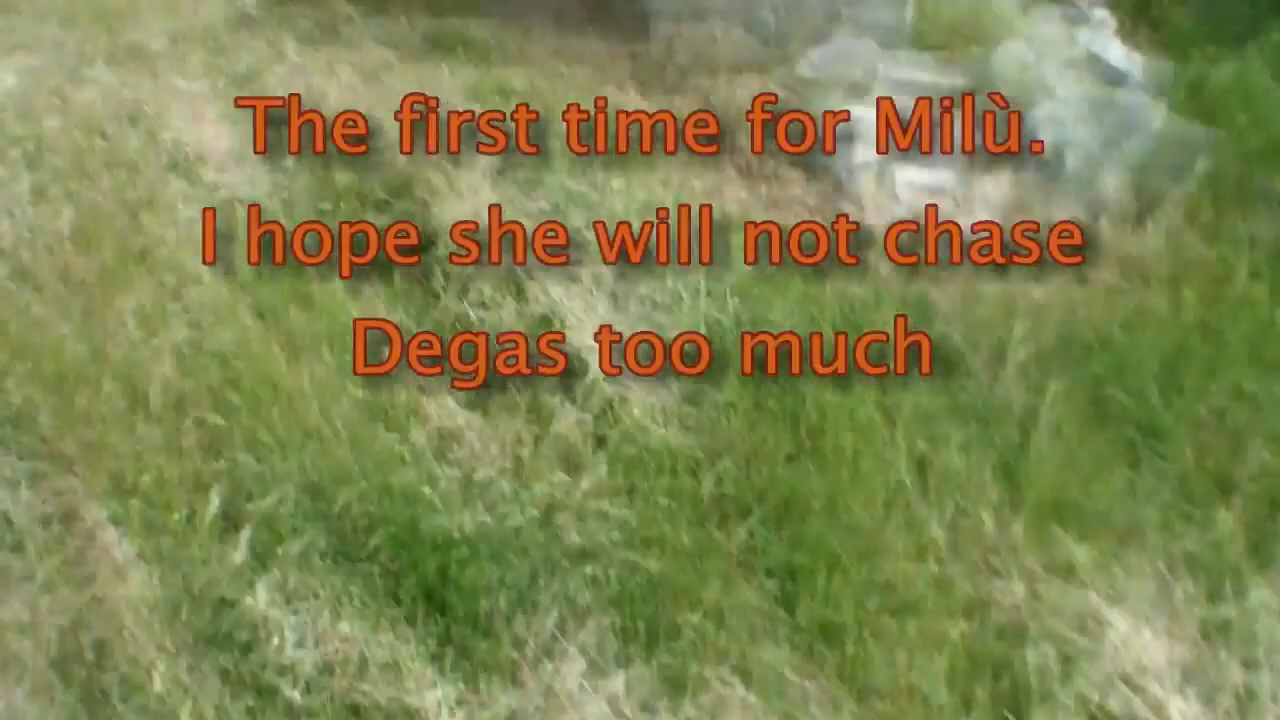 The first time for Milù.
I hope she will not chase
Degas too much